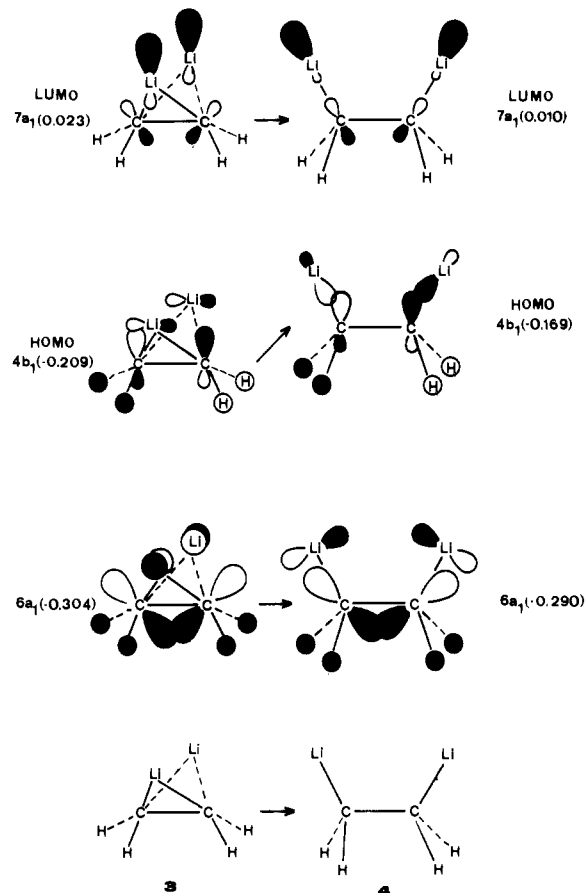 Li
Li
LUMO
7a₁(0.023)
C C
H H
H H
Li Li
C C
H H
H H
LUMO
7a₁(0.010)
Li
Li
HOMO
4b₁(-0.209)
C C
H
H
Li Li
C C
H
H
HOMO
4b₁(-0.169)
Li
6a₁(-0.304)
C C
Li Li
C C
6a₁(-0.290)
Li
Li
C C
H H
H H
3
Li Li
C C
H H
H H
4